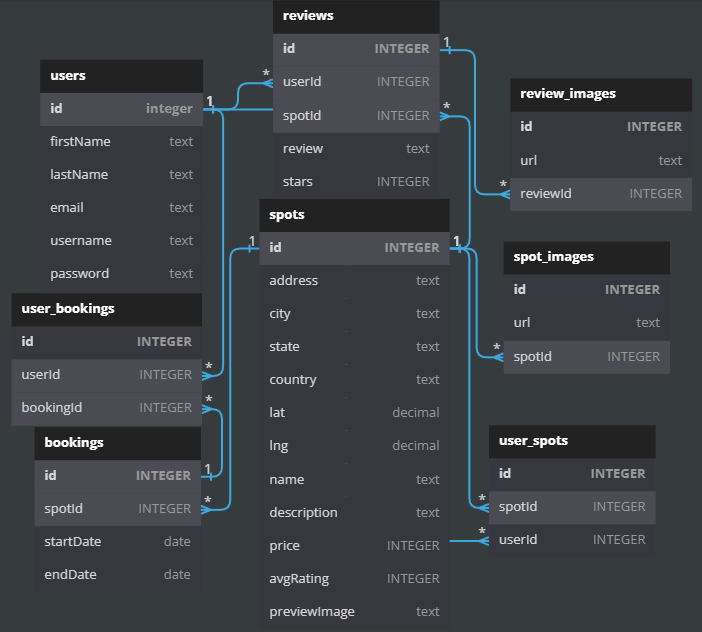 reviews
id INTEGER
userId INTEGER
spotId INTEGER
review text
stars INTEGER
users
id integer
firstName text
lastName text
email text
username text
password text
review_images
id INTEGER
url text
reviewId INTEGER
spots
id INTEGER
address text
city text
state text
country text
lat decimal
lng decimal
name text
description text
price INTEGER
avgRating INTEGER
previewImage text
spot_images
id INTEGER
url text
spotId INTEGER
user_bookings
id INTEGER
userId INTEGER
bookingId INTEGER
bookings
id INTEGER
spotId INTEGER
startDate date
endDate date
user_spots
id INTEGER
spotId INTEGER
userId INTEGER
1
*
1
*
*
1
1
*
*
*
1
*
*
*